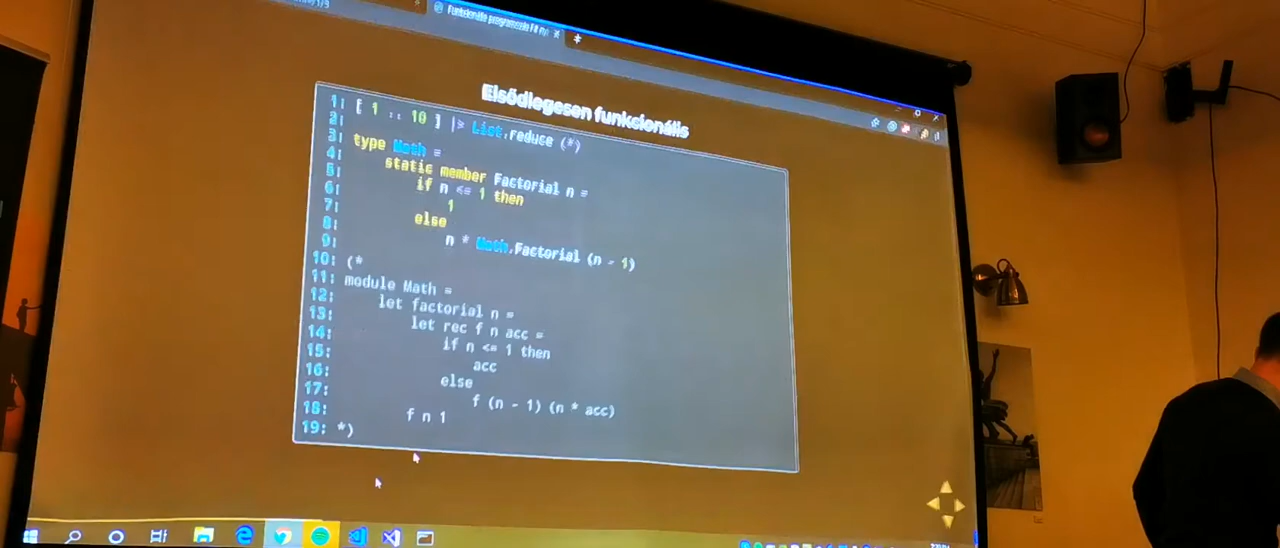 Funkcionális programozás F#
Elsődlegesen funkcionális
1: [ 1 .. 10 ] |> List.reduce (*)
2:
3: type Math =
4: static member Factorial n =
5: if n <= 1 then
6: 1
7: else
8: n * Math.Factorial (n - 1)
9:
10: (*
11: module Math =
12: let factorial n =
13: let rec f n acc =
14: if n <= 1 then
15: acc
16: else
17: f (n - 1) (n * acc)
18: f n 1
19: *)